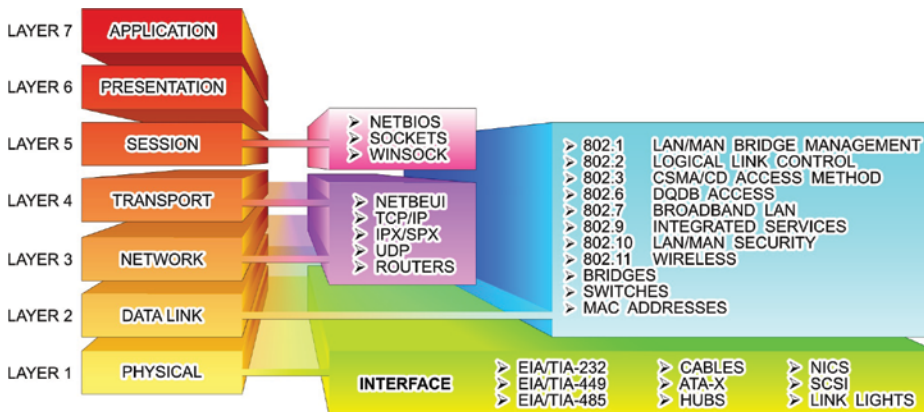 LAYER 7 APPLICATION
LAYER 6 PRESENTATION
LAYER 5 SESSION
LAYER 4 TRANSPORT
LAYER 3 NETWORK
LAYER 2 DATA LINK
LAYER 1 PHYSICAL
➢ NETBIOS
➢ SOCKETS
➢ WINSOCK
➢ NETBEUI
➢ TCP/IP
➢ IPX/SPX
➢ UDP
➢ ROUTERS
➢ 802.1 LAN/MAN BRIDGE MANAGEMENT
➢ 802.2 LOGICAL LINK CONTROL
➢ 802.3 CSMA/CD ACCESS METHOD
➢ 802.6 DQDB ACCESS
➢ 802.7 BROADBAND LAN
➢ 802.9 INTEGRATED SERVICES
➢ 802.10 LAN/MAN SECURITY
➢ 802.11 WIRELESS
➢ BRIDGES
➢ SWITCHES
➢ MAC ADDRESSES
INTERFACE
➢ EIA/TIA-232
➢ EIA/TIA-449
➢ EIA/TIA-485
➢ CABLES
➢ ATA-X
➢ HUBS
➢ NICS
➢ SCSI
➢ LINK LIGHTS